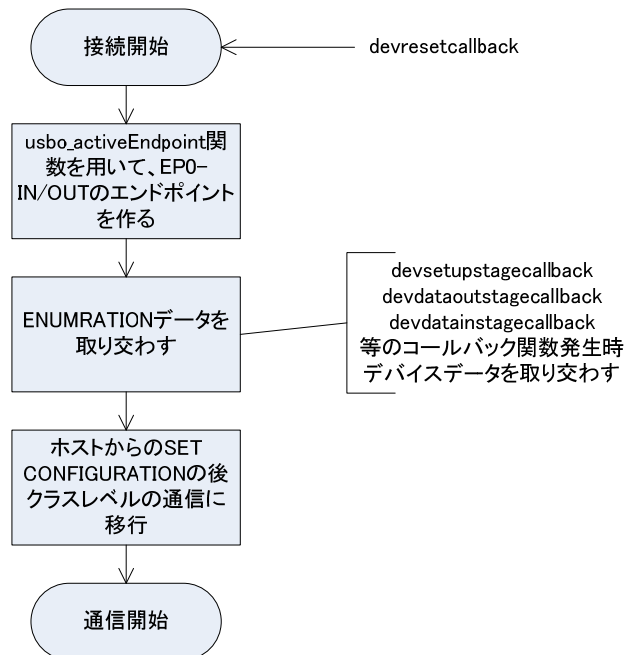 接続開始
devresetcallback
usbo_activeEndpoint関
数を用いて、EP0-
IN/OUTのエンドポイント
を作る
ENUMRATIONデータを
取り交わす
devsetupstagecallback
devdataoutstagecallback
devdatainstagecallback
等のコールバック関数発生時
デバイスデータを取り交わす
ホストからのSET
CONFIGURATIONの後
クラスレベルの通信に
移行
通信開始